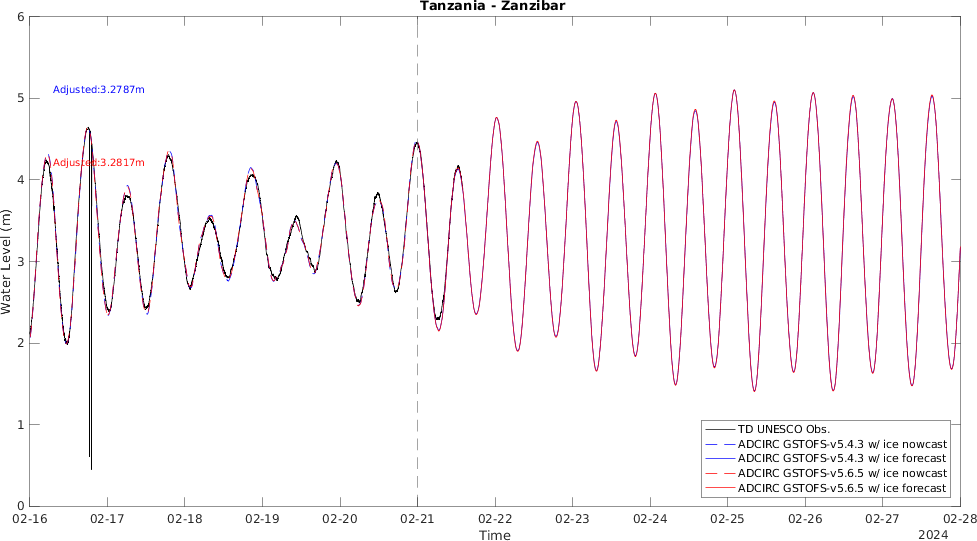 Tanzania - Zanzibar
6
5
4
3
2
1
0
Water Level (m)
Adjusted:3.2787m
Adjusted:3.2817m
TD UNESCO Obs.
ADCIRC GSTOFS-v5.4.3 w/ ice nowcast
ADCIRC GSTOFS-v5.4.3 w/ ice forecast
ADCIRC GSTOFS-v5.6.5 w/ ice nowcast
ADCIRC GSTOFS-v5.6.5 w/ ice forecast
02-16 02-17 02-18 02-19 02-20 02-21 02-22 02-23 02-24 02-25 02-26 02-27 02-28
Time
2024